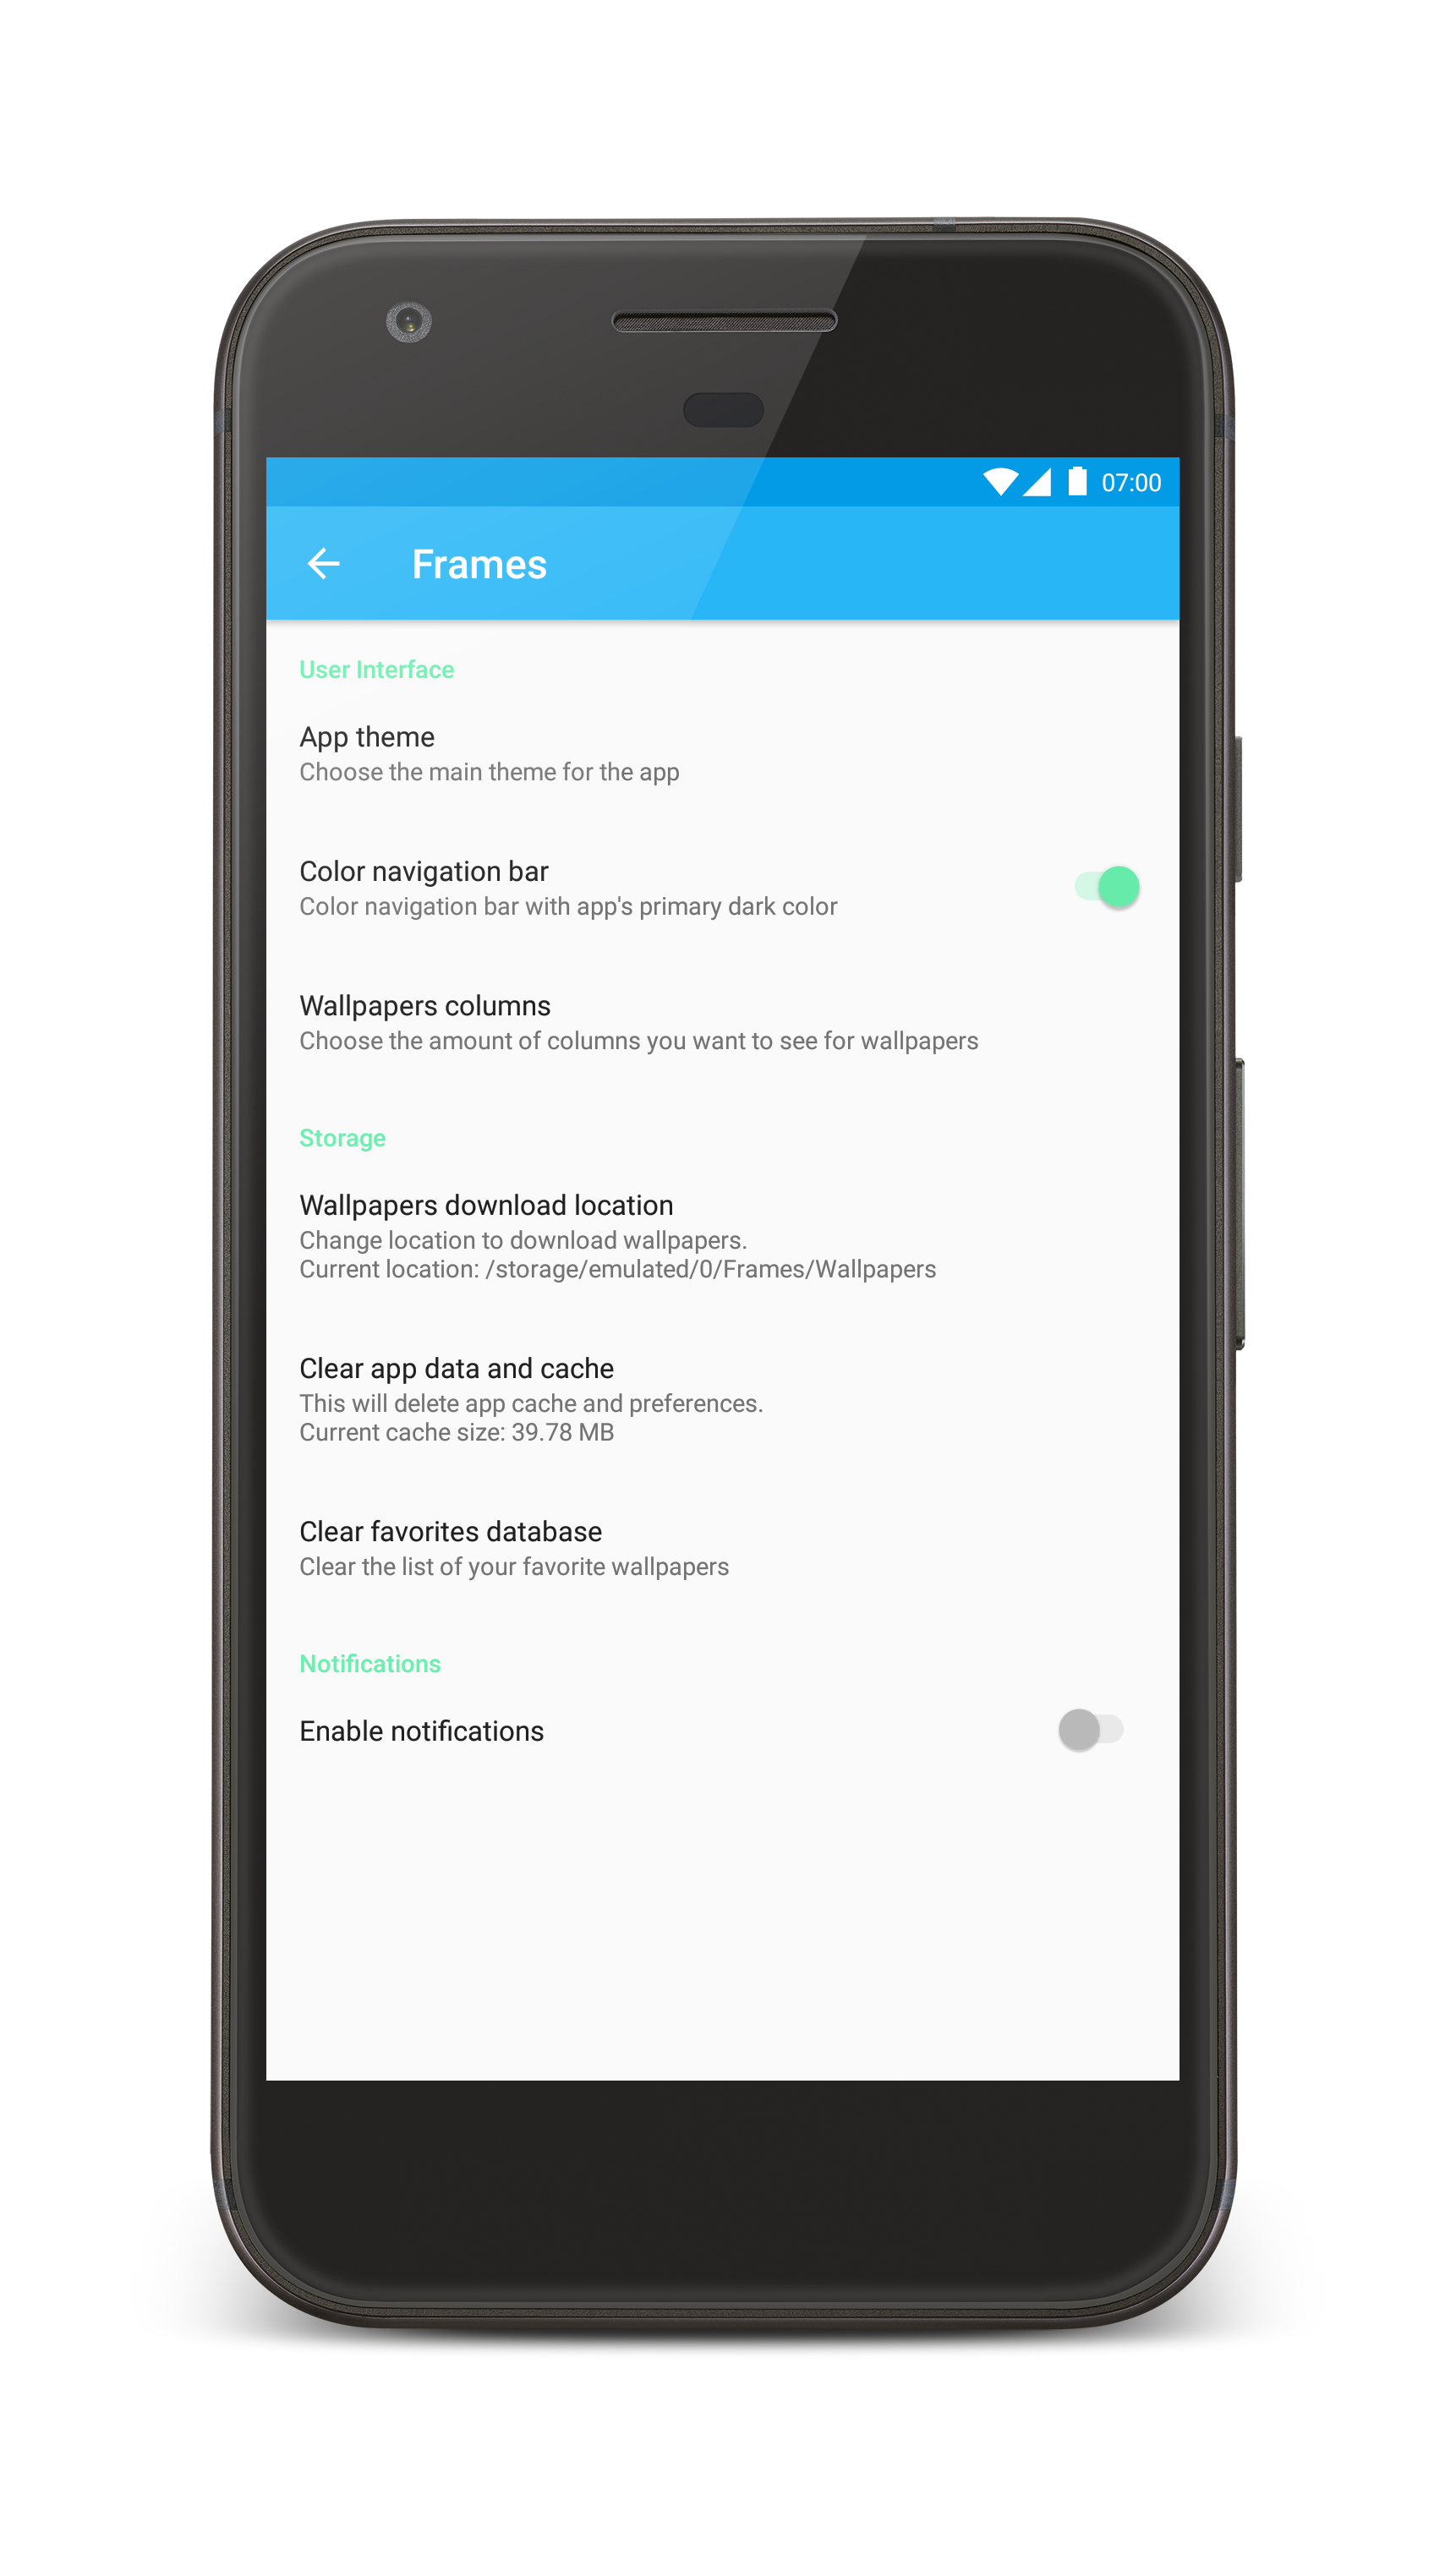 07:00
Frames
User Interface
App theme
Choose the main theme for the app
Color navigation bar
Color navigation bar with app's primary dark color
Wallpapers columns
Choose the amount of columns you want to see for wallpapers
Storage
Wallpapers download location
Change location to download wallpapers.
Current location: /storage/emulated/0/Frames/Wallpapers
Clear app data and cache
This will delete app cache and preferences.
Current cache size: 39.78 MB
Clear favorites database
Clear the list of your favorite wallpapers
Notifications
Enable notifications